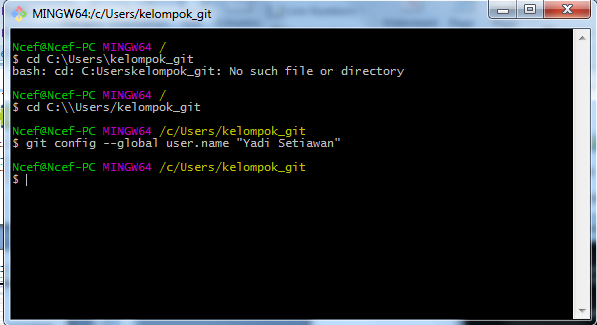 MINGW64:/c/Users/kelompok_git
Ncef@Ncef-PC MINGW64 /
$ cd C:\Users\kelompok_git
bash: cd: C:Userskelompok_git: No such file or directory
Ncef@Ncef-PC MINGW64 /
$ cd C:\\Users/kelompok_git
Ncef@Ncef-PC MINGW64 /c/Users/kelompok_git
$ git config --global user.name "Yadi Setiawan"
Ncef@Ncef-PC MINGW64 /c/Users/kelompok_git
$